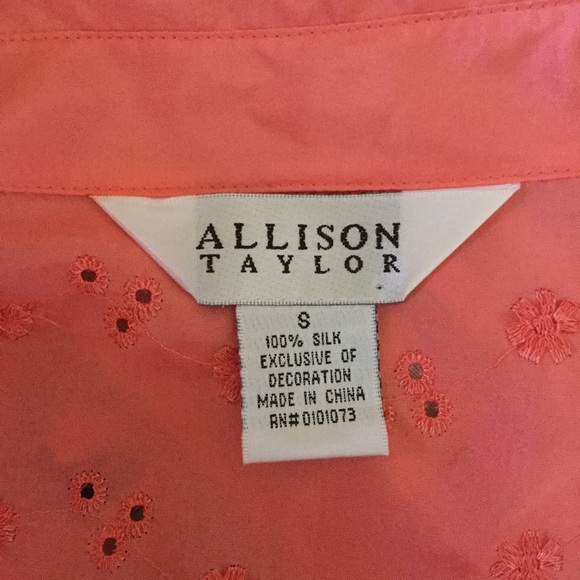 ALLISON
TAYLOR
S
100% SILK
EXCLUSIVE OF
DECORATION
MADE IN CHINA
RN#0101073